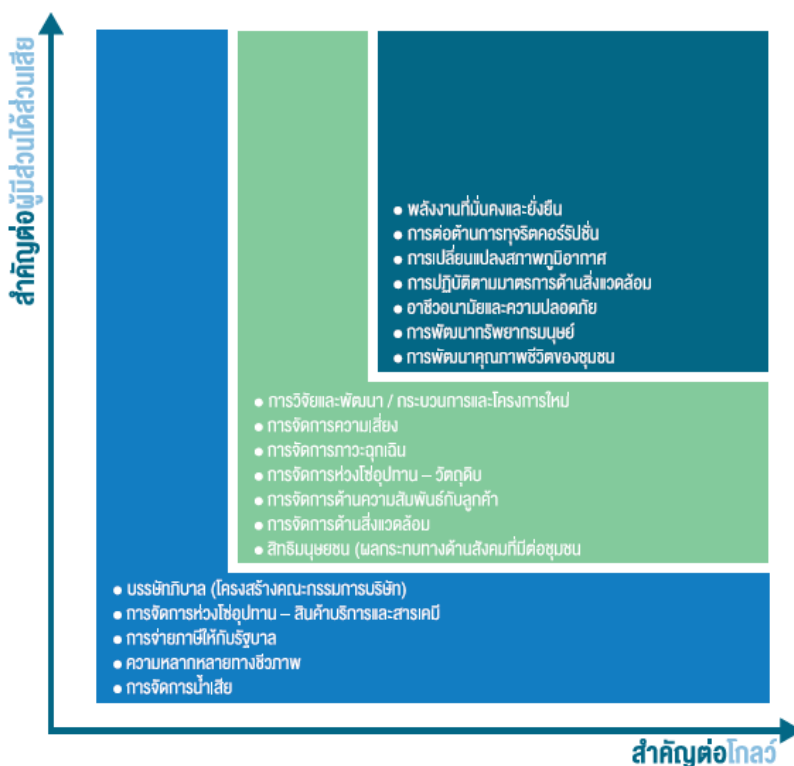 สำคัญต่อผู้มีส่วนได้ส่วนเสีย
● พลังงานที่มั่นคงและยั่งยืน
● การต่อต้านการทุจริตคอร์รัปชั่น
● การเปลี่ยนแปลงสภาพภูมิอากาศ
● การปฏิบัติตามมาตรการด้านสิ่งแวดล้อม
● อาชีวอนามัยและความปลอดภัย
● การพัฒนาทรัพยากรมนุษย์
● การพัฒนาคุณภาพชีวิตของชุมชน
● การวิจัยและพัฒนา / กระบวนการและโครงการใหม่
● การจัดการความเสี่ยง
● การจัดการภาวะฉุกเฉิน
● การจัดการห่วงโซ่อุปทาน – วัตถุดิบ
● การจัดการด้านความสัมพันธ์กับลูกค้า
● การจัดการด้านสิ่งแวดล้อม
● สิทธิมนุษยชน (ผลกระทบทางด้านสังคมที่มีต่อชุมชน
● บรรษัทภิบาล (โครงสร้างคณะกรรมการบริษัท)
● การจัดการห่วงโซ่อุปทาน – สินค้าบริการและสารเคมี
● การจ่ายภาษีให้กับรัฐบาล
● ความหลากหลายทางชีวภาพ
● การจัดการน้ำเสีย
สำคัญต่อโกลว์